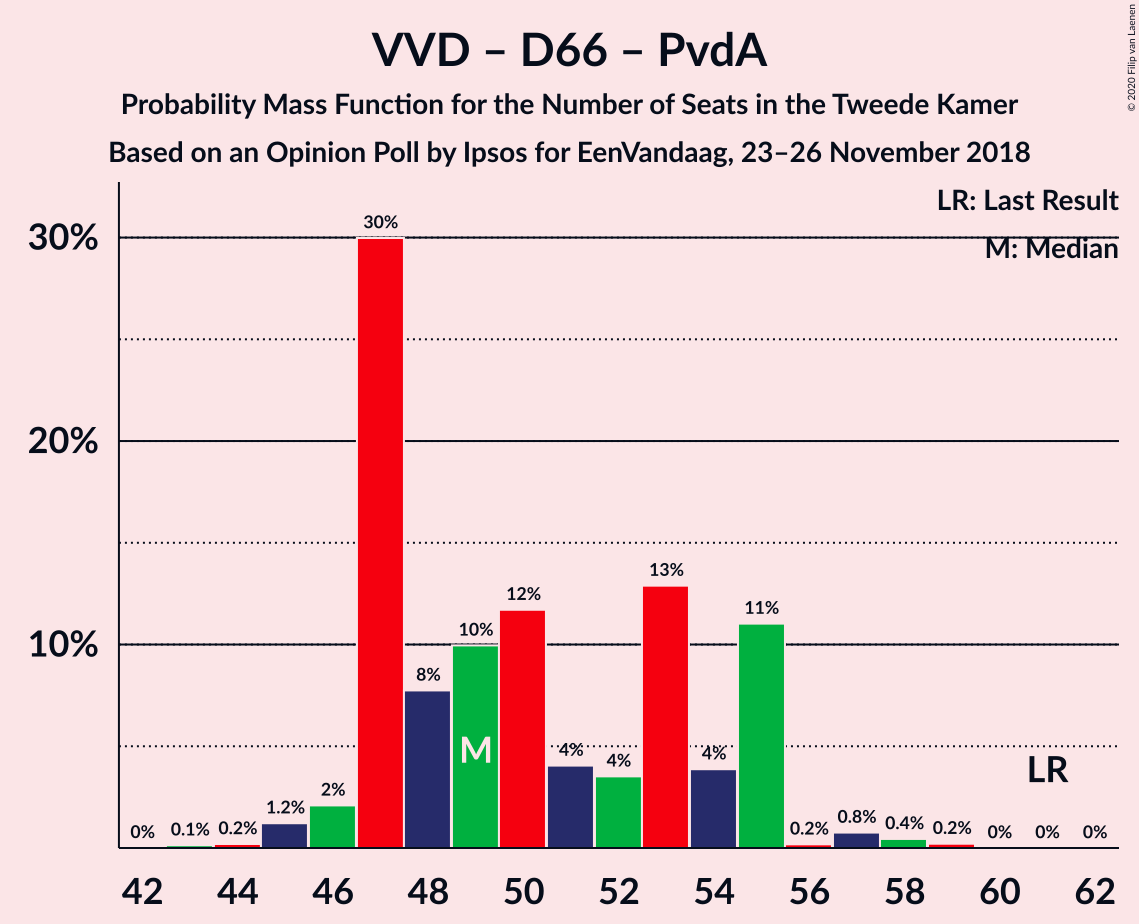 VVD – D66 – PvdA
Probability Mass Function for the Number of Seats in the Tweede Kamer
Based on an Opinion Poll by Ipsos for EenVandaag, 23–26 November 2018
© 2020 Filip van Laenen
LR: Last Result
M: Median
30%
20%
10%
0%
0.1%
0.2%
1.2%
2%
30%
8%
10%
12%
4%
4%
13%
4%
11%
0.2%
0.8%
0.4%
0.2%
0%
0%
0%
M
LR
42 44 46 48 50 52 54 56 58 60 62